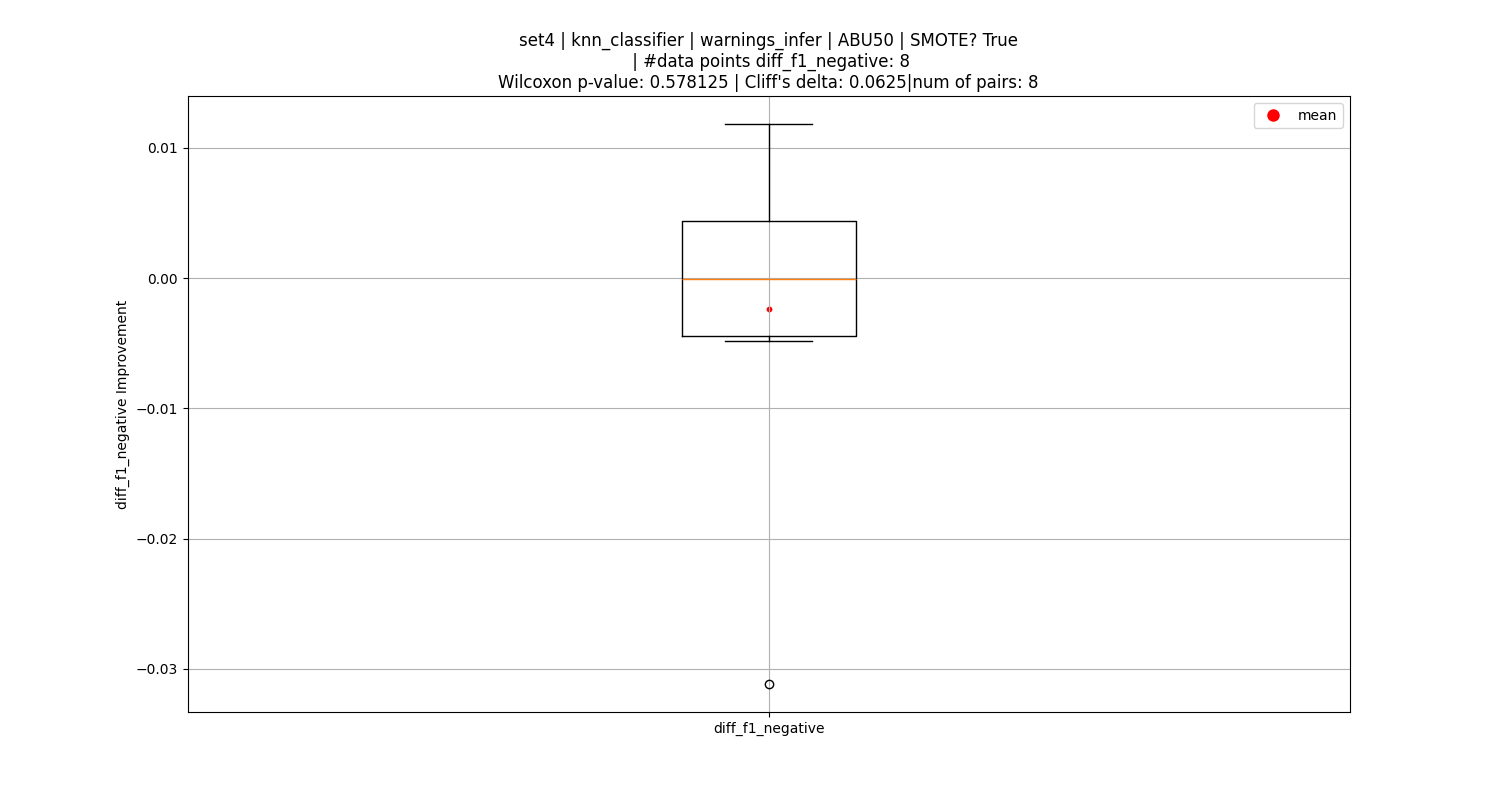 set4 | knn_classifier | warnings_infer | ABU50 | SMOTE? True
| #data points diff_f1_negative: 8
Wilcoxon p-value: 0.578125 | Cliff's delta: 0.0625|num of pairs: 8
mean
0.01
0.00
−0.01
−0.02
−0.03
diff_f1_negative Improvement
diff_f1_negative